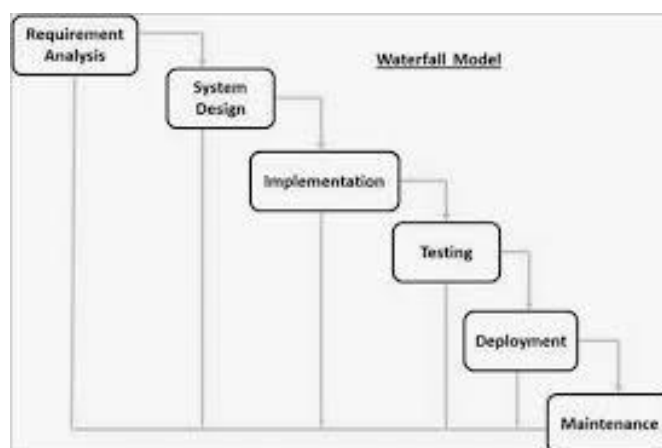 Requirement
Analysis
Waterfall Model
System
Design
Implementation
Testing
Deployment
Maintenance